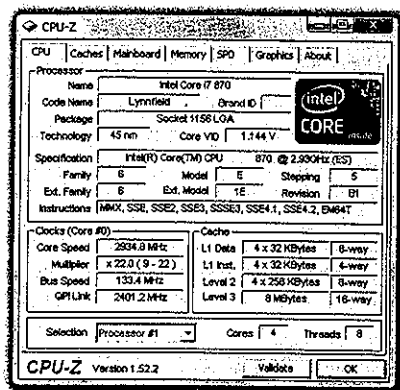 CPU-Z
CPU Caches Mainboard Memory SPD Graphics About
Processor
Name Intel Core i7 870
Code Name Lynnfield Brand ID
Package Socket 1156 LGA
Technology 45 nm Core VID 1.144 V
(intel)
CORE
inside
Specification Intel(R) Core(TM) CPU 870 @ 2.93GHz (ES)
Family 6 Model E Stepping 5
Ext. Family 6 Ext. Model 1E Revision B1
Instructions MMX, SSE, SSE2, SSE3, SSSE3, SSE4.1, SSE4.2, EM64T
Clocks (Core #0)
Core Speed 2934.9 MHz
Multiplier x 22.0 ( 9 - 22 )
Bus Speed 133.4 MHz
QPI Link 2401.2 MHz
Cache
L1 Data 4 x 32 KBytes 8-way
L1 Inst. 4 x 32 KBytes 4-way
Level 2 4 x 256 KBytes 8-way
Level 3 8 MBytes 16-way
Selection Processor #1 Cores 4 Threads 8
CPU-Z Version 1.52.2 Validate OK